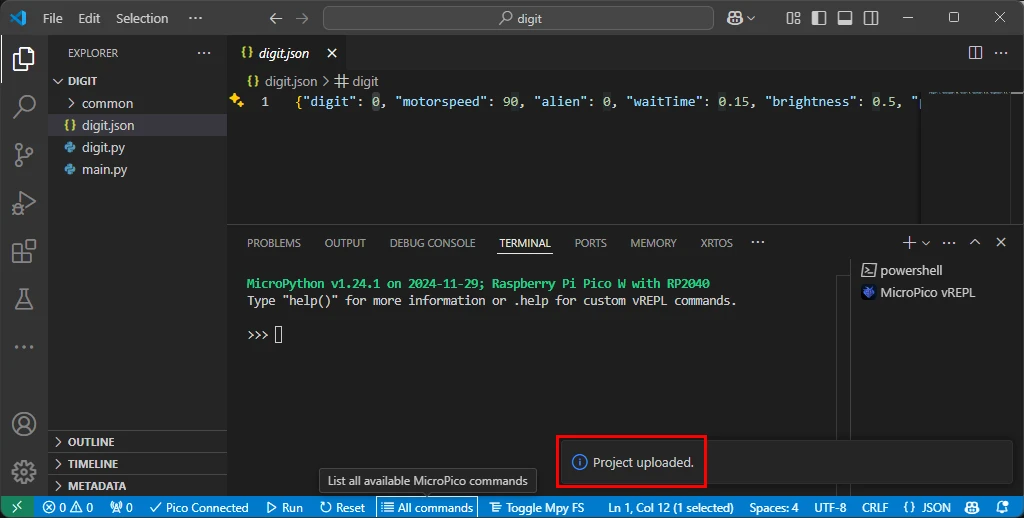 File Edit Selection ··· digit
EXPLORER ···
DIGIT
common
{} digit.json
digit.py
main.py
OUTLINE
TIMELINE
METADATA
{} digit.json
{} digit.json > digit
1 {"digit": 0, "motorspeed": 90, "alien": 0, "waitTime": 0.15, "brightness": 0.5, "
PROBLEMS OUTPUT DEBUG CONSOLE TERMINAL PORTS MEMORY XRTOS ···
MicroPython v1.24.1 on 2024-11-29; Raspberry Pi Pico W with RP2040
Type "help()" for more information or .help for custom vREPL commands.
>>>
powershell
MicroPico vREPL
Project uploaded.
List all available MicroPico commands
0 0 0 Pico Connected Run Reset All commands Toggle Mpy FS Ln 1, Col 12 (1 selected) Spaces: 4 UTF-8 CRLF {} JSON